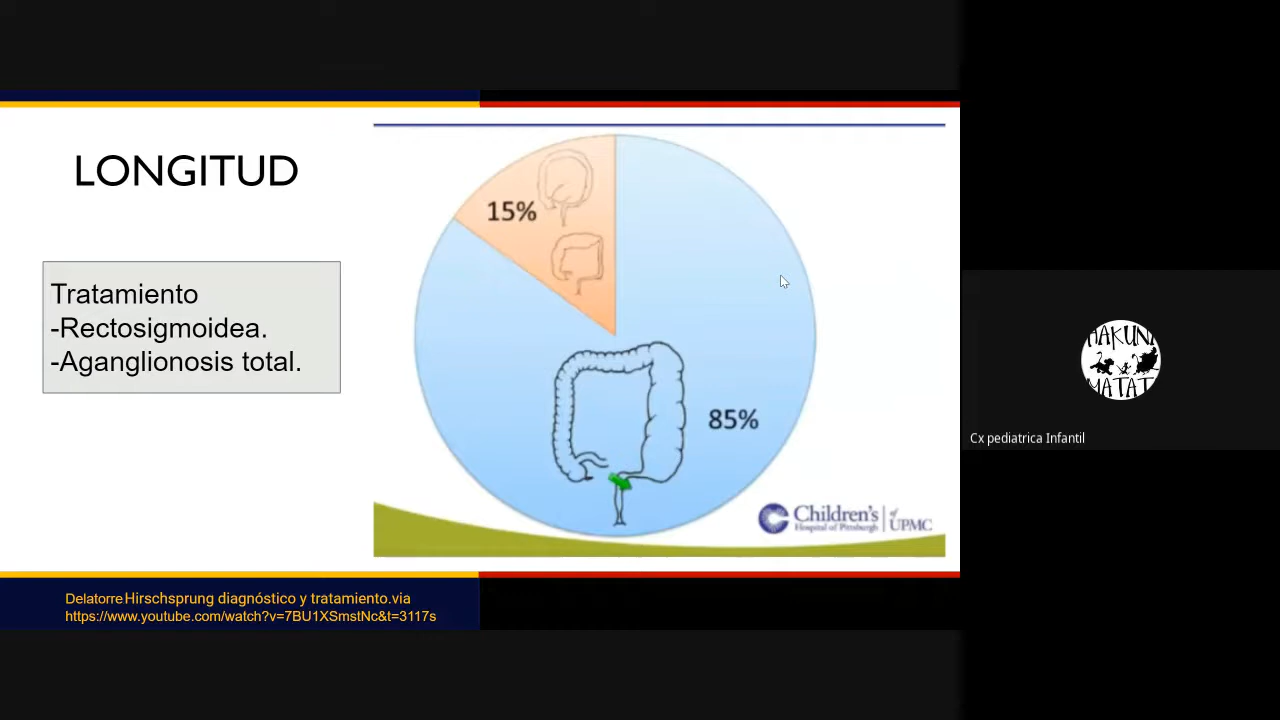 LONGITUD
Tratamiento
-Rectosigmoidea.
-Aganglionosis total.
15%
85%
Children's
Hospital of Pittsburgh
of
UPMC
HAKUNA
MATAT
Cx pediatrica Infantil
Delatorre Hirschsprung diagnóstico y tratamiento.via
https://www.youtube.com/watch?v=7BU1XSmstNc&t=3117s